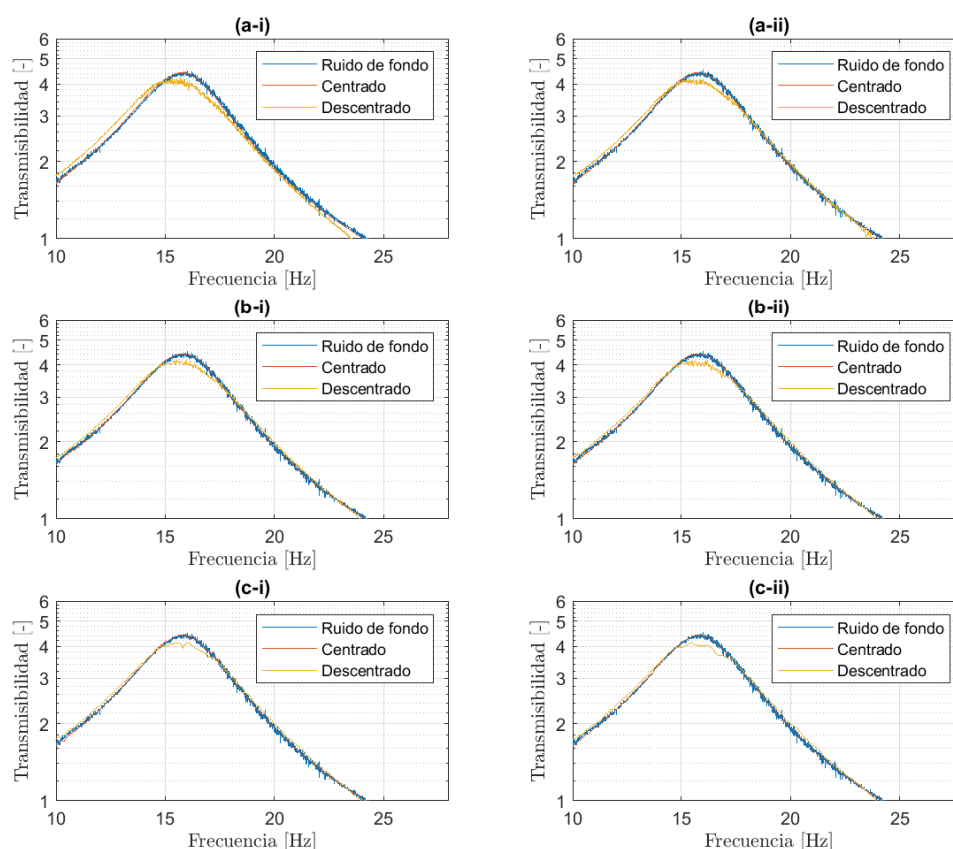 (a-i)
Transmisibilidad [-]
6
5
4
3
2
1
Ruido de fondo
Centrado
Descentrado
10 15 20 25
Frecuencia [Hz]
(a-ii)
Transmisibilidad [-]
6
5
4
3
2
1
Ruido de fondo
Centrado
Descentrado
10 15 20 25
Frecuencia [Hz]
(b-i)
Transmisibilidad [-]
6
5
4
3
2
1
Ruido de fondo
Centrado
Descentrado
10 15 20 25
Frecuencia [Hz]
(b-ii)
Transmisibilidad [-]
6
5
4
3
2
1
Ruido de fondo
Centrado
Descentrado
10 15 20 25
Frecuencia [Hz]
(c-i)
Transmisibilidad [-]
6
5
4
3
2
1
Ruido de fondo
Centrado
Descentrado
10 15 20 25
Frecuencia [Hz]
(c-ii)
Transmisibilidad [-]
6
5
4
3
2
1
Ruido de fondo
Centrado
Descentrado
10 15 20 25
Frecuencia [Hz]